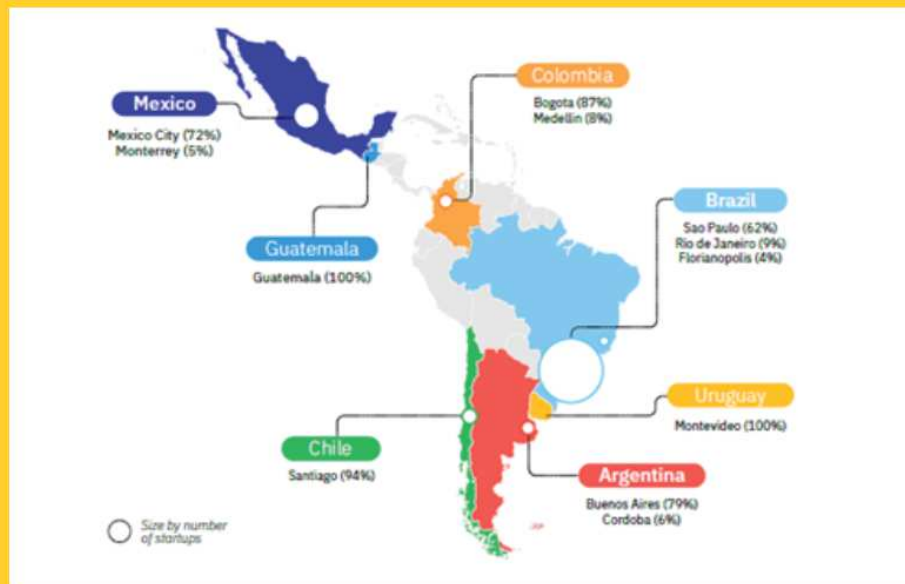 Colombia
Bogota (87%)
Medellin (8%)
Mexico
Mexico City (72%)
Monterrey (5%)
Brazil
Sao Paulo (62%)
Rio de Janeiro (9%)
Florianopolis (4%)
Guatemala
Guatemala (100%)
Uruguay
Montevideo (100%)
Chile
Santiago (94%)
Argentina
Buenos Aires (79%)
Cordoba (6%)
Size by number
of startups